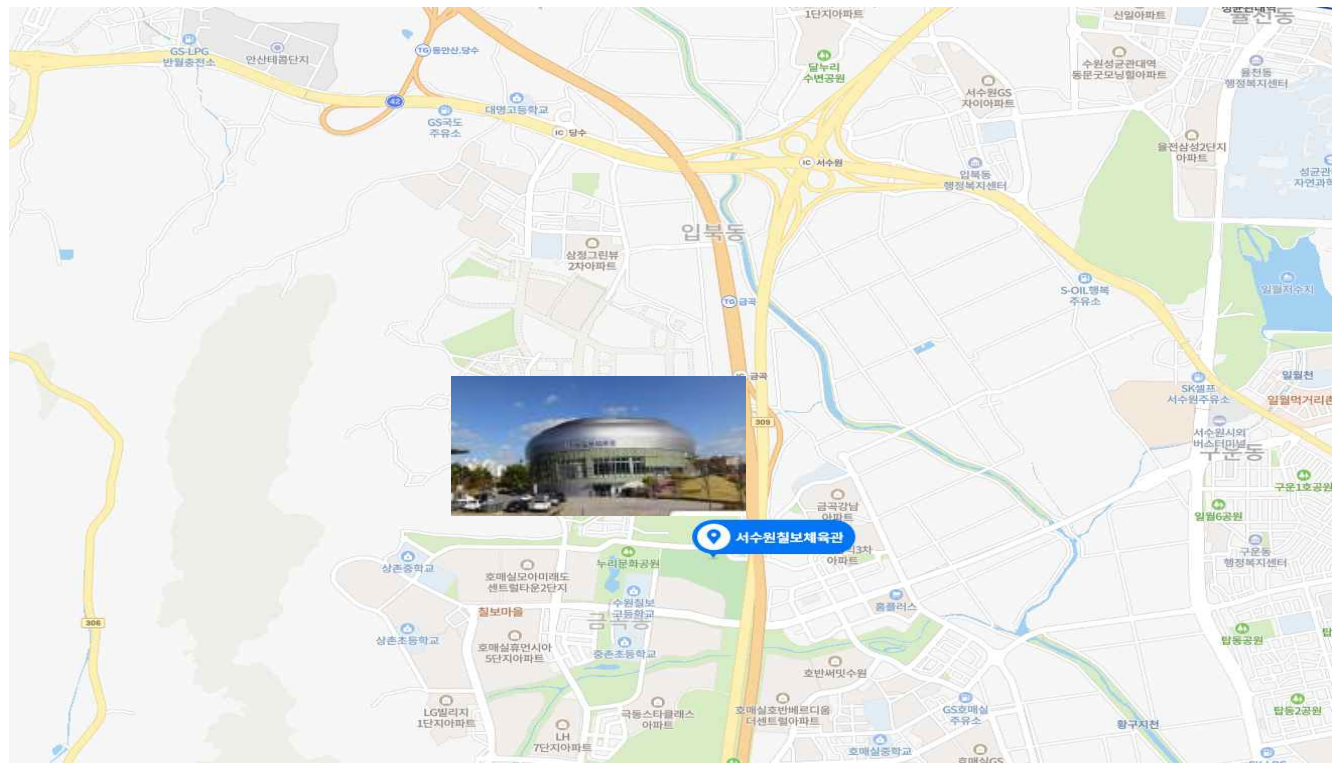 1단지아파트
신일아파트
율전동
GS-LPG
반월충전소
안산테콤단지
TG 동안산,당수
달누리
수변공원
수원성균관대역
동문굿모닝힐아파트
율천동
행정복지센터
서수원GS
자이아파트
42
GS국도
주유소
대명고등학교
IC 당수
IC 서수원
입북동
행정복지센터
율전삼성2단지
아파트
성균관
자연과학
입북동
삼정그린뷰
2차아파트
S-OIL행복
주유소
일월저수지
TG 금곡
금곡
309
SK셀프
서수원주유소
일월천
일월먹거리촌
서수원시외
버스터미널
구운동
구운1호공원
일월6공원
구운동
행정복지센터
금곡강남
아파트
서수원칠보체육관
3차
아파트
상촌중학교
호매실모아미래도
센트럴타운2단지
누리문화공원
수원칠보
고등학교
홈플러스
칠보마을
금곡동
306
상촌초등학교
호매실휴먼시아
5단지아파트
중촌초등학교
탑동공원
호반써밋수원
LG빌리지
1단지아파트
LH
7단지아파트
극동스타클래스
아파트
호매실호반베르디움
더센트럴아파트
GS호매실
주유소
황구지천
탑동2공원
호매실중학교
호매실GS